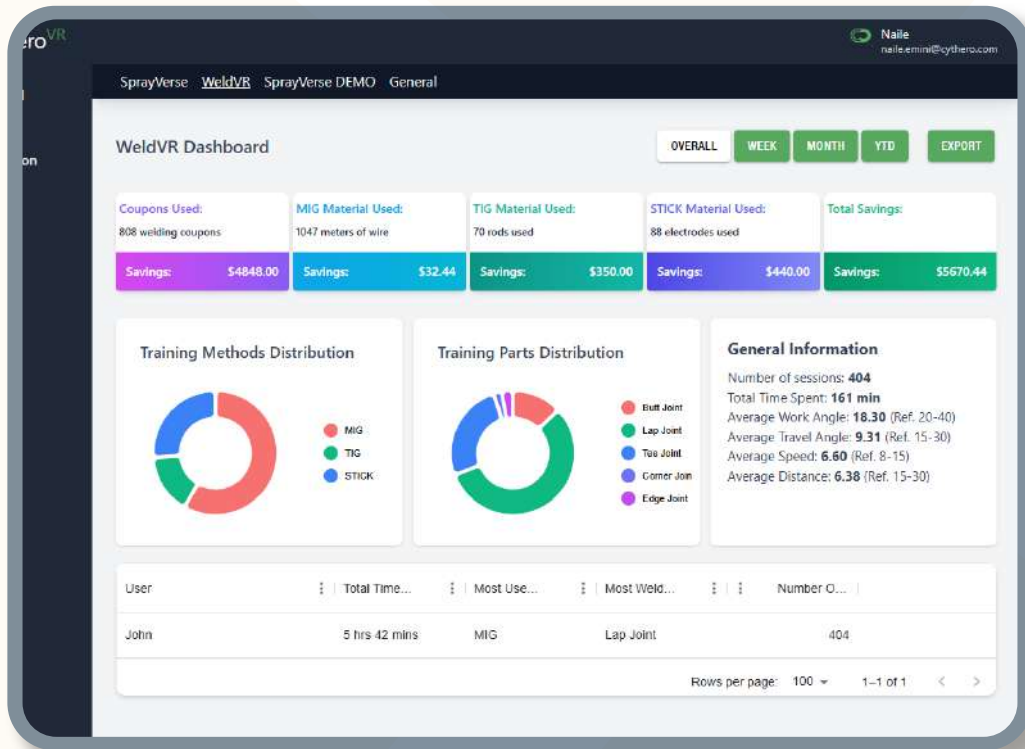 ero VR
Naile
naile.emini@cythero.com
SprayVerse WeldVR SprayVerse DEMO General
on
WeldVR Dashboard
OVERALL WEEK MONTH YTD EXPORT
Coupons Used: MIG Material Used: TIG Material Used: STICK Material Used: Total Savings:
808 welding coupons 1047 meters of wire 70 rods used 88 electrodes used
Savings: $4848.00 Savings: $32.44 Savings: $350.00 Savings: $440.00 Savings: $5670.44
Training Methods Distribution
MIG
TIG
STICK
Training Parts Distribution
Butt Joint
Lap Joint
Tee Joint
Corner Join
Edge Joint
General Information
Number of sessions: 404
Total Time Spent: 161 min
Average Work Angle: 18.30 (Ref. 20-40)
Average Travel Angle: 9.31 (Ref. 15-30)
Average Speed: 6.60 (Ref. 8-15)
Average Distance: 6.38 (Ref. 15-30)
User Total Time... Most Use... Most Weld... Number O...
John 5 hrs 42 mins MIG Lap Joint 404
Rows per page: 100 1–1 of 1